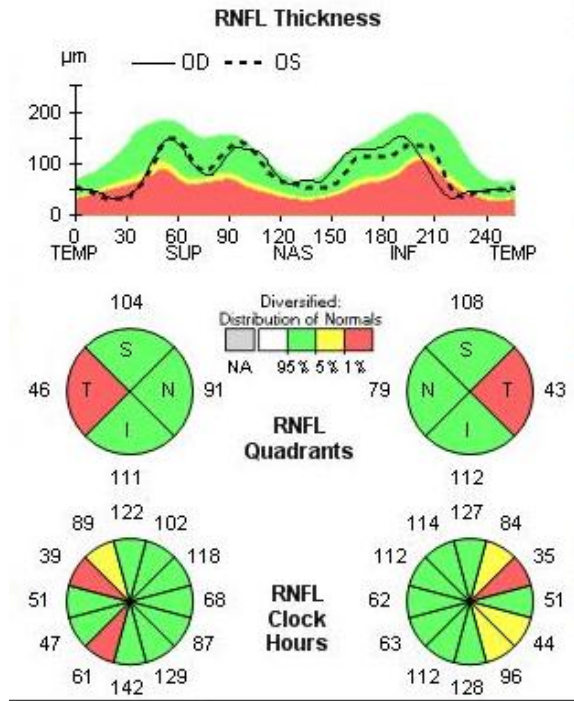 RNFL Thickness
µm
OD
OS
200
100
0
0 30 60 90 120 150 180 210 240
TEMP SUP NAS INF TEMP
104
S
T N
I
46
91
111
Diversified:
Distribution of Normals
NA 95% 5% 1%
RNFL
Quadrants
108
S
N T
I
79
43
112
122
102
118
68
87
129
142
61
47
51
39
89
RNFL
Clock
Hours
127
84
35
51
44
96
128
112
63
62
112
114